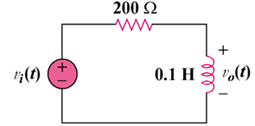 200 Ω
+
vi(t)
+
−
0.1 H
vo(t)
−